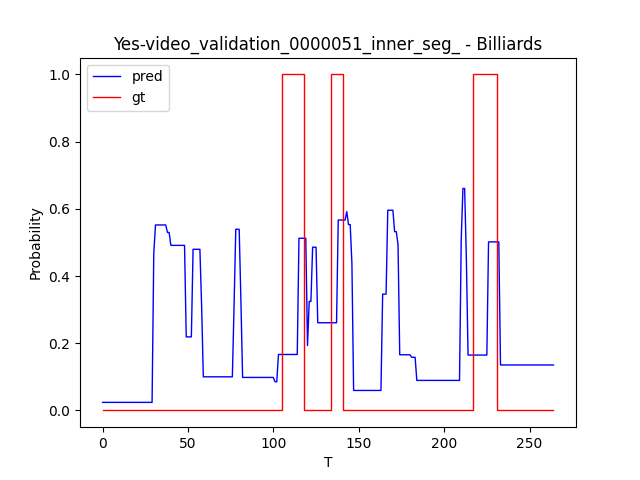 Yes-video_validation_0000051_inner_seg_ - Billiards
pred
gt
1.0
0.8
0.6
0.4
0.2
0.0
Probability
0
50
100
150
200
250
T